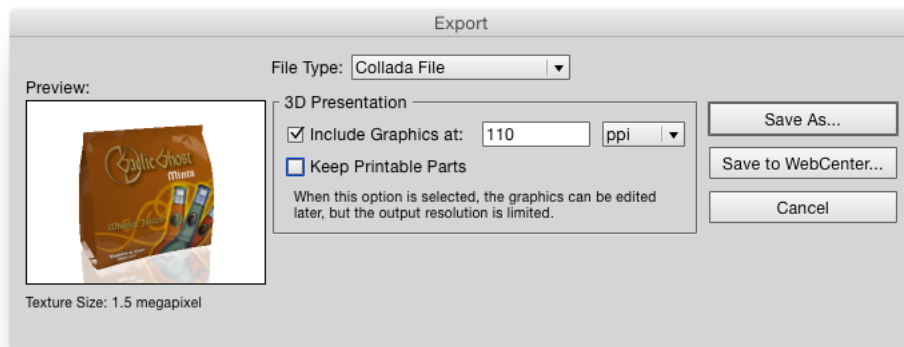 Export
File Type: Collada File
Preview:
3D Presentation
Include Graphics at: 110 ppi
Keep Printable Parts
When this option is selected, the graphics can be edited
later, but the output resolution is limited.
Save As...
Save to WebCenter...
Cancel
Gaelic Ghost
Mints
Texture Size: 1.5 megapixel